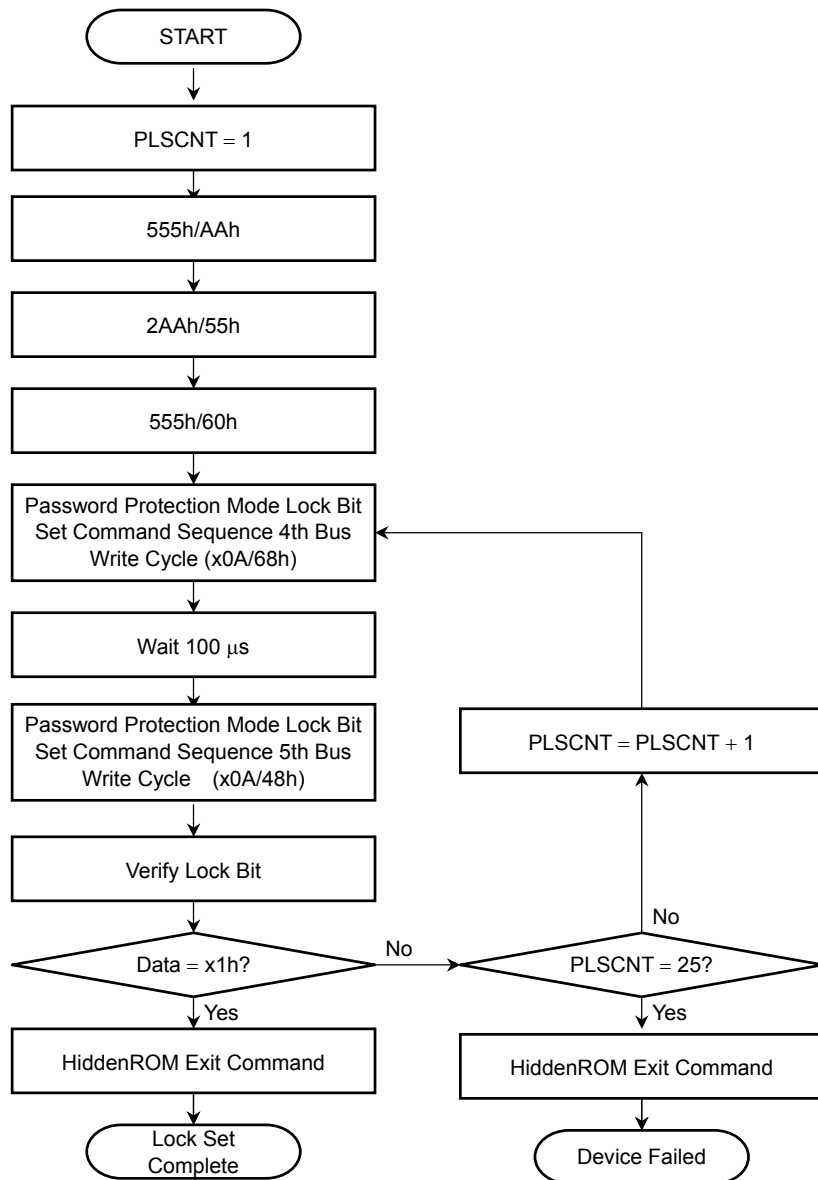 START
PLSCNT = 1
555h/AAh
2AAh/55h
555h/60h
Password Protection Mode Lock Bit
Set Command Sequence 4th Bus
Write Cycle (x0A/68h)
Wait 100 μs
Password Protection Mode Lock Bit
Set Command Sequence 5th Bus
Write Cycle (x0A/48h)
PLSCNT = PLSCNT + 1
Verify Lock Bit
No
Data = x1h?
No
PLSCNT = 25?
Yes
Yes
HiddenROM Exit Command
HiddenROM Exit Command
Lock Set
Complete
Device Failed